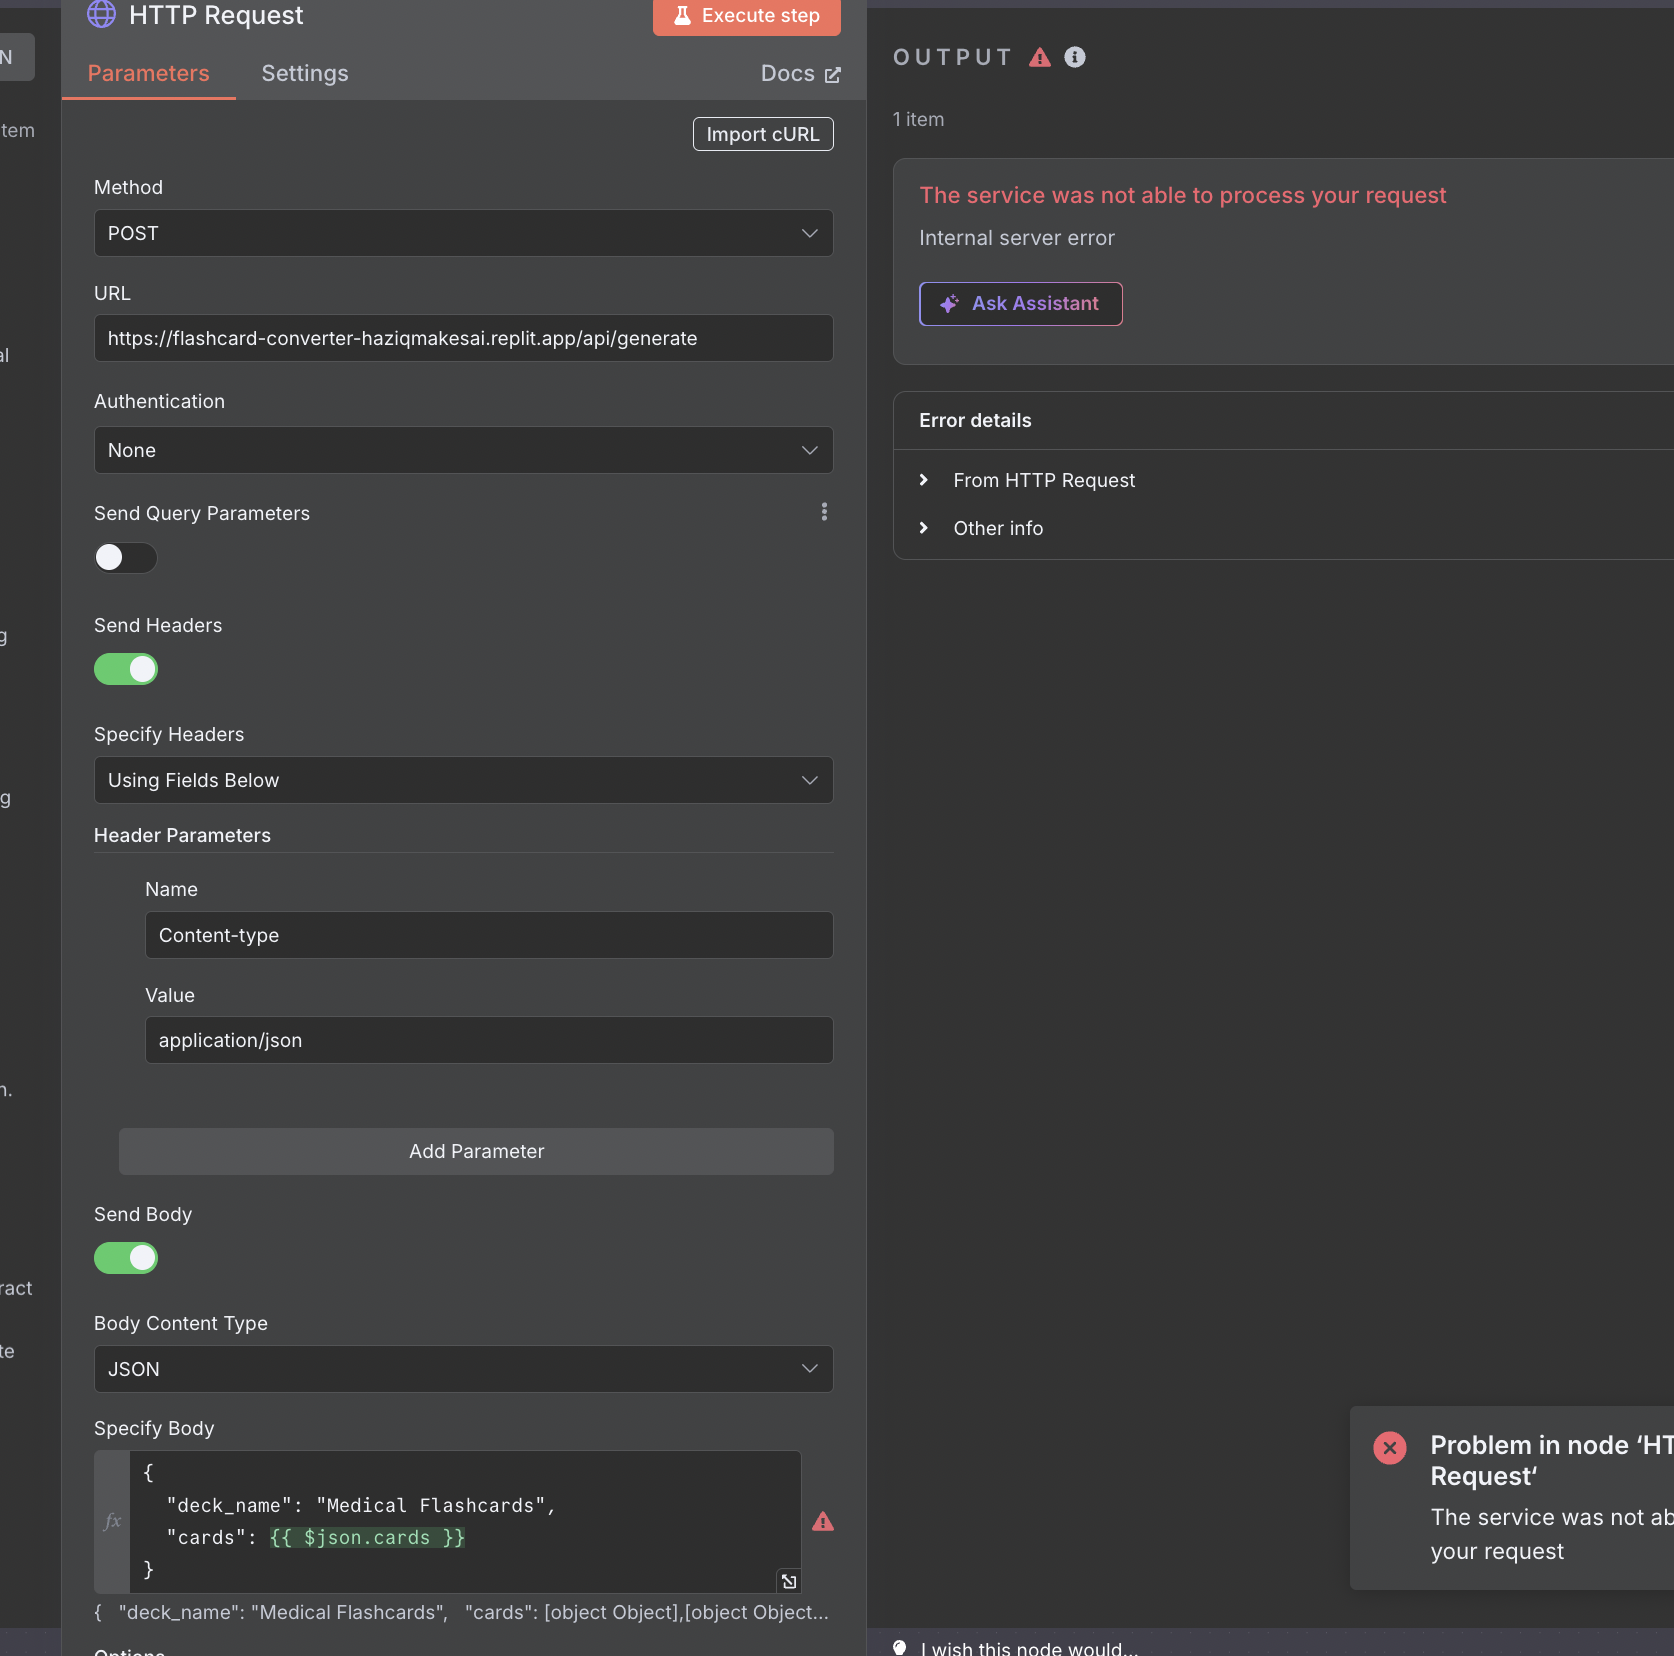 HTTP Request
Execute step
N
Parameters
Settings
Docs
OUTPUT
tem
1 item
Import cURL
Method
POST
The service was not able to process your request
Internal server error
Ask Assistant
URL
https://flashcard-converter-haziqmakesai.replit.app/api/generate
al
Authentication
None
Error details
From HTTP Request
Other info
Send Query Parameters
Send Headers
g
Specify Headers
Using Fields Below
g
Header Parameters
Name
Content-type
Value
application/json
n.
Add Parameter
Send Body
ract
Body Content Type
te
JSON
Specify Body
fx
{
"deck_name": "Medical Flashcards",
"cards": {{ $json.cards }}
}
{ "deck_name": "Medical Flashcards", "cards": [object Object],[object Object...
Options
Problem in node ‘HT
Request‘
The service was not ab
your request
I wish this node would...